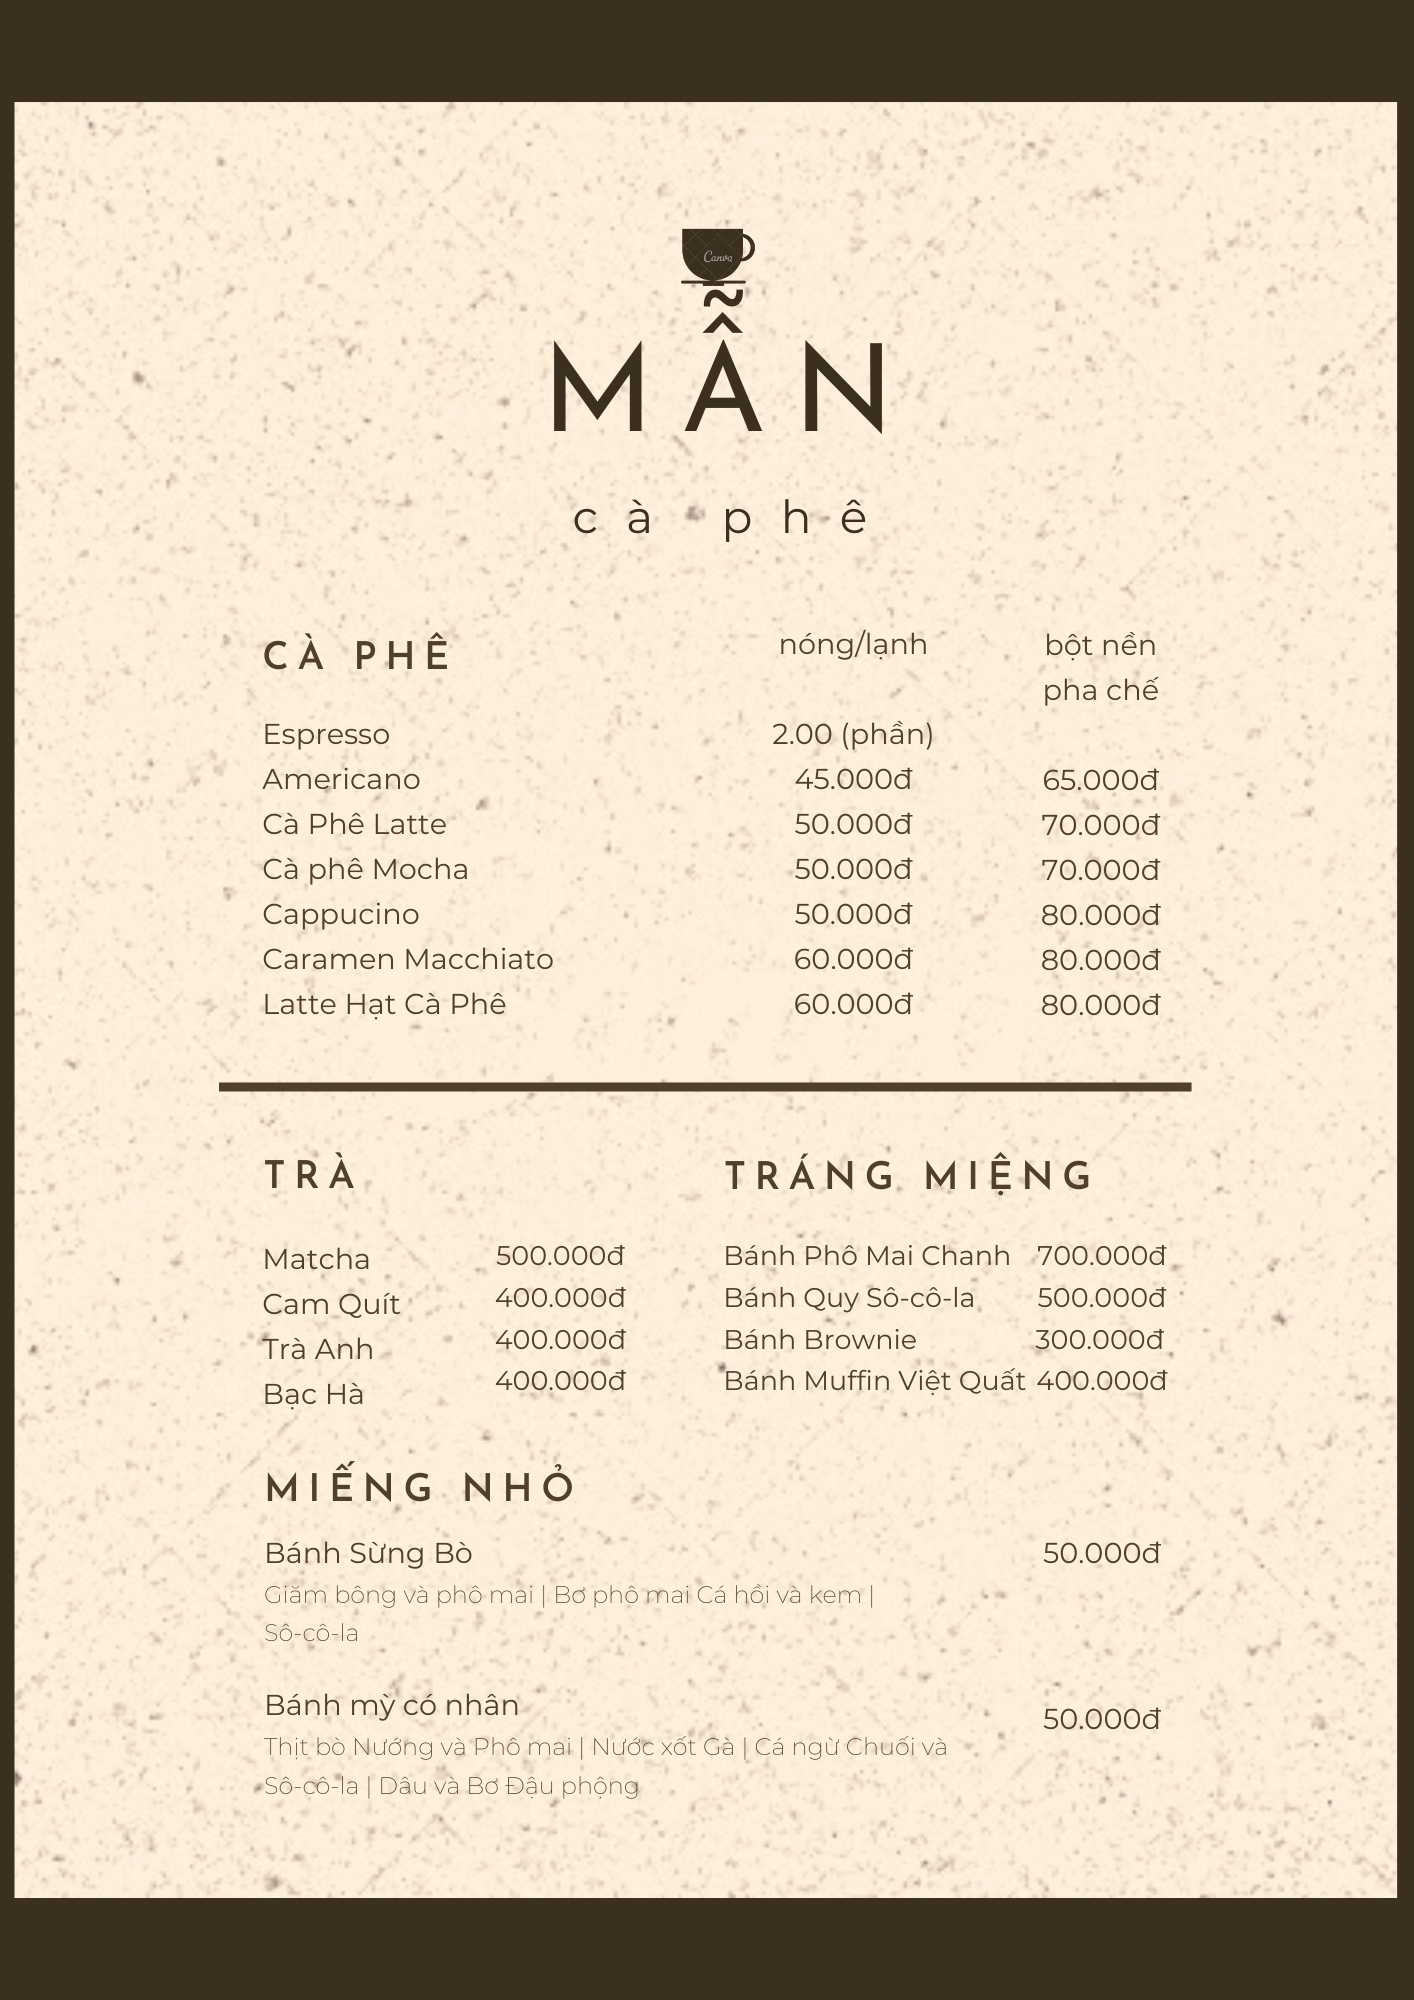 Canva
MẪN
cà phê
CÀ PHÊ nóng/lạnh bột nền
pha chế
Espresso 2.00 (phần)
Americano 45.000đ 65.000đ
Cà Phê Latte 50.000đ 70.000đ
Cà phê Mocha 50.000đ 70.000đ
Cappucino 50.000đ 80.000đ
Caramen Macchiato 60.000đ 80.000đ
Latte Hạt Cà Phê 60.000đ 80.000đ
TRÀ
Matcha 500.000đ
Cam Quít 400.000đ
Trà Anh 400.000đ
Bạc Hà 400.000đ
TRÁNG MIỆNG
Bánh Phô Mai Chanh 700.000đ
Bánh Quy Sô-cô-la 500.000đ
Bánh Brownie 300.000đ
Bánh Muffin Việt Quất 400.000đ
MIẾNG NHỎ
Bánh Sừng Bò 50.000đ
Giăm bông và phô mai | Bơ phô mai Cá hồi và kem |
Sô-cô-la
Bánh mỳ có nhân 50.000đ
Thịt bò Nướng và Phô mai | Nước xốt Gà | Cá ngừ Chuối và
Sô-cô-la | Dâu và Bơ Đậu phộng